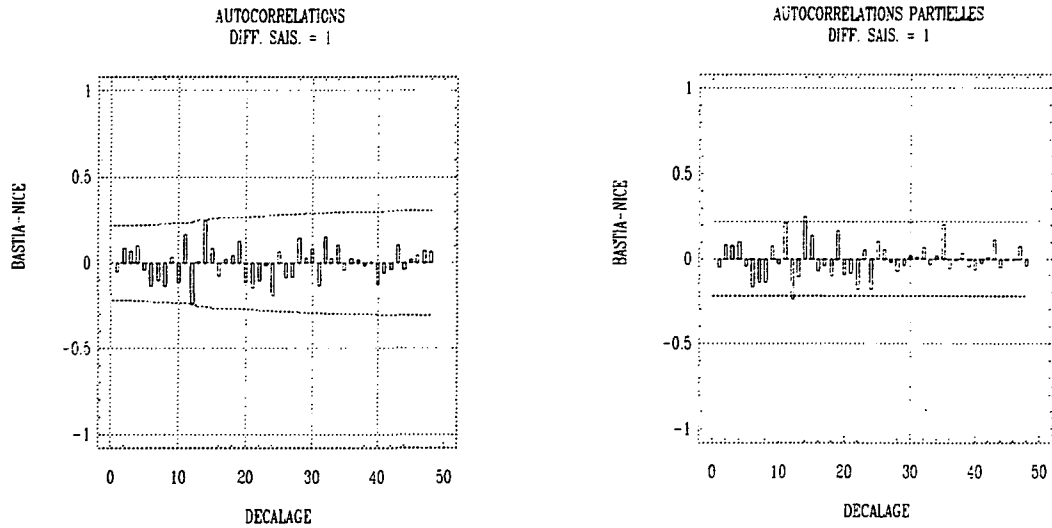 AUTOCORRELATIONS
DIFF. SAIS. = 1
1
0.5
0
-0.5
-1
BASTIA-NICE
0 10 20 30 40 50
DECALAGE
AUTOCORRELATIONS PARTIELLES
DIFF. SAIS. = 1
1
0.5
0
-0.5
-1
BASTIA-NICE
0 10 20 30 40 50
DECALAGE